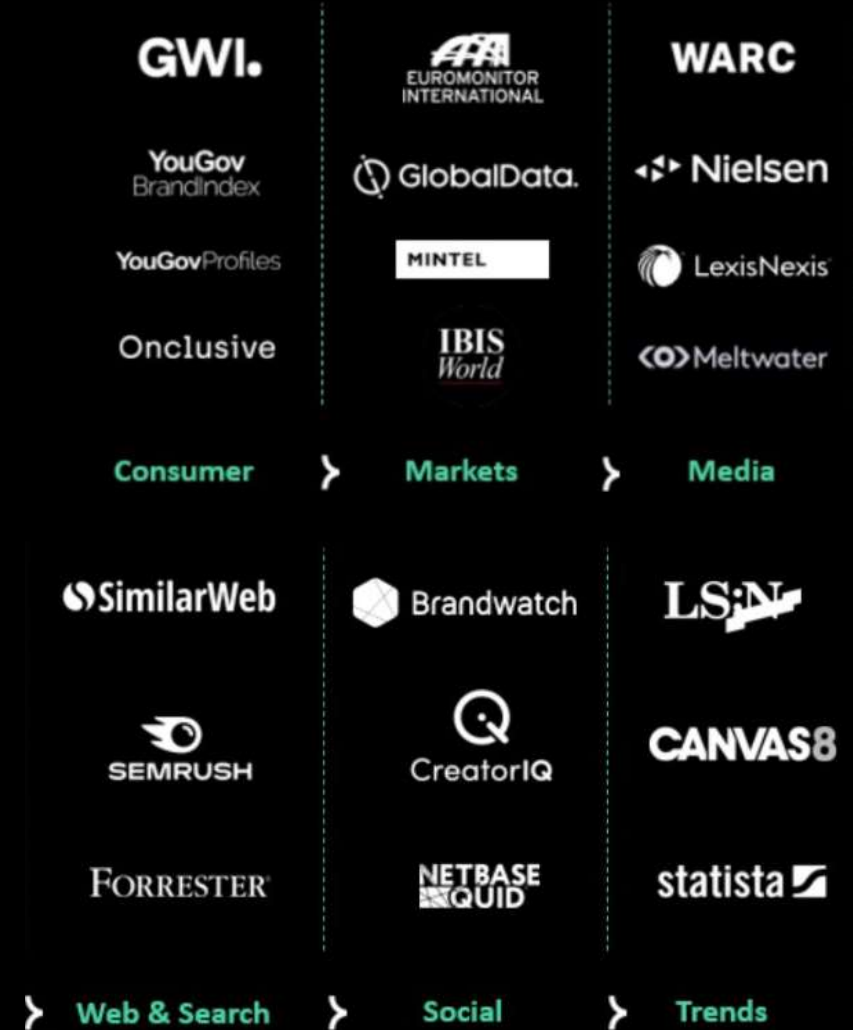 GWI.
YouGov
BrandIndex
YouGovProfiles
Onclusive
Consumer
EUROMONITOR
INTERNATIONAL
GlobalData.
MINTEL
IBIS
World
Markets
WARC
Nielsen
LexisNexis
Meltwater
Media
SimilarWeb
SEMRUSH
FORRESTER
Web & Search
Brandwatch
CreatorIQ
NETBASE
QUID
Social
LS:N
CANVAS8
statista
Trends